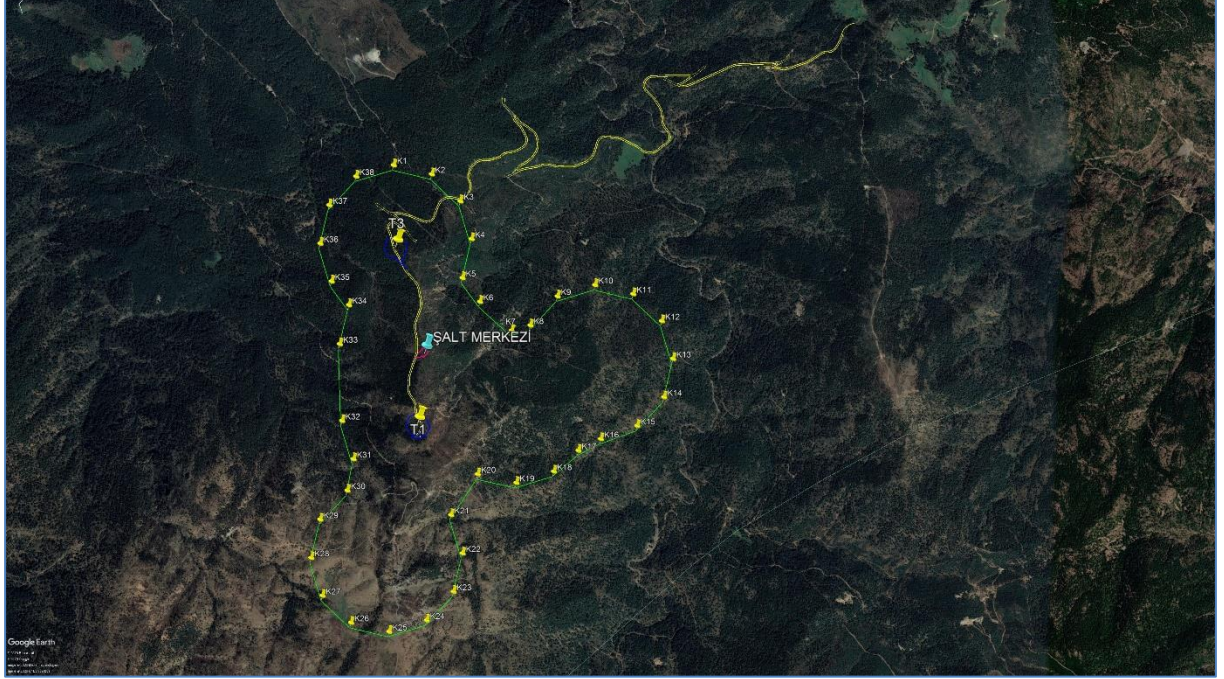 K1
K2
K38
K3
K37
T3
K4
K36
K5
K35
K10
K9
K11
K6
K34
K12
K7
K8
ŞALT MERKEZİ
K33
K13
K14
T1
K32
K15
K16
K17
K31
K18
K20
K19
K30
K21
K29
K22
K28
K23
K27
K24
K26
K25
Google Earth